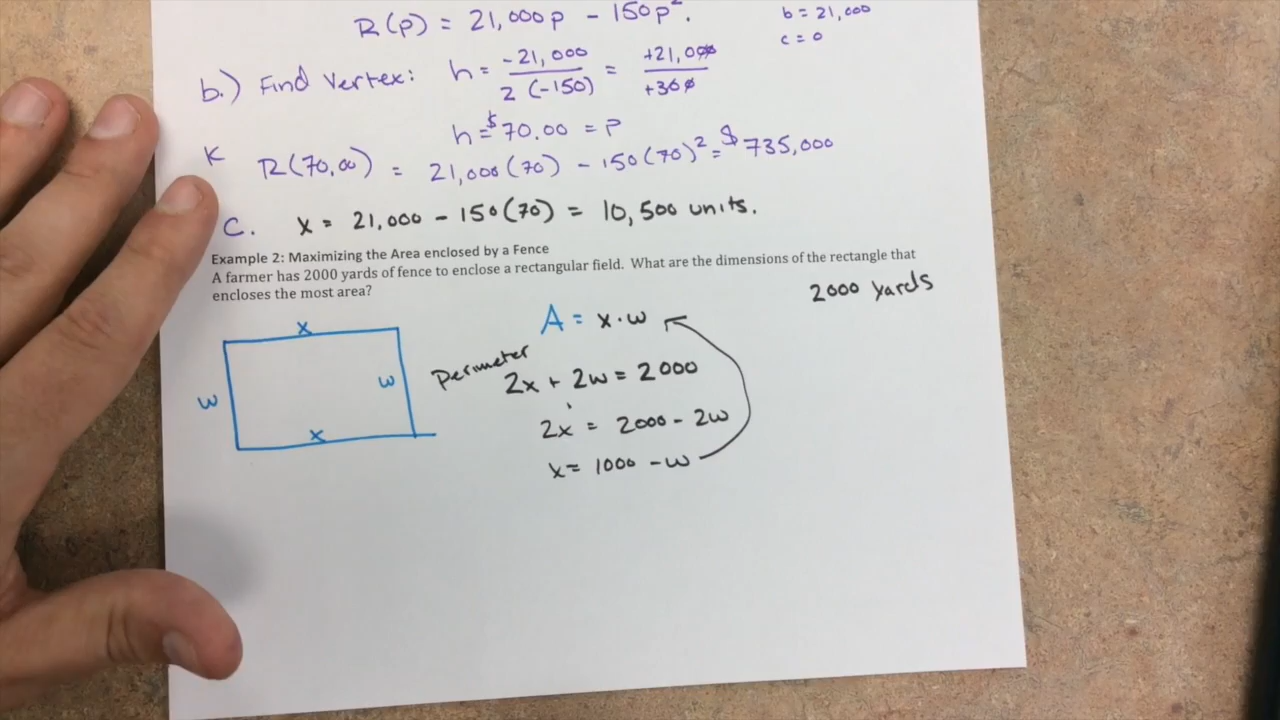 R(p) = 21,000p - 150p².
b = 21,000
c = 0
b.) Find Vertex: h = -21,000 / 2 (-150) = +21,000 / +300
h = $70.00 = P
K R(70.00) = 21,000(70) - 150(70)² = $735,000
C. x = 21,000 - 150(70) = 10,500 units.
Example 2: Maximizing the Area enclosed by a Fence
A farmer has 2000 yards of fence to enclose a rectangular field. What are the dimensions of the rectangle that
encloses the most area?
2000 yards
x
w
w
x
A = x·w
Perimeter
2x + 2w = 2000
2x = 2000 - 2w
x = 1000 - w